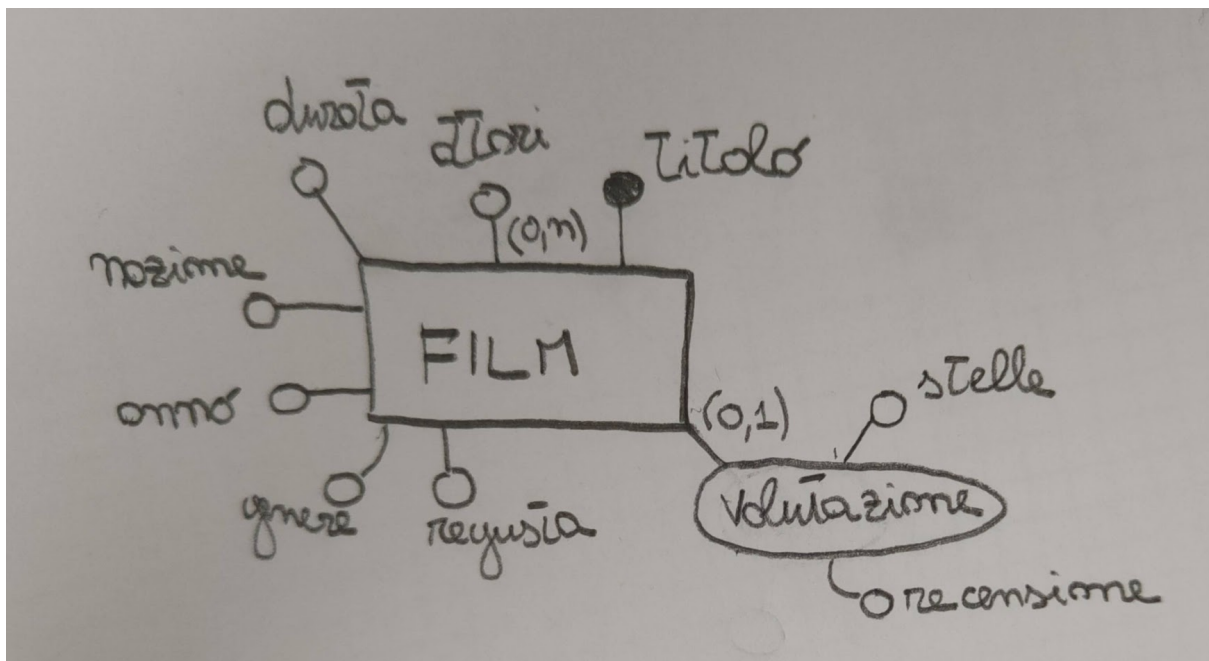 durata
attori
titolo
(0,n)
nazione
FILM
anno
(0,1)
stelle
genere
regista
valutazione
recensione